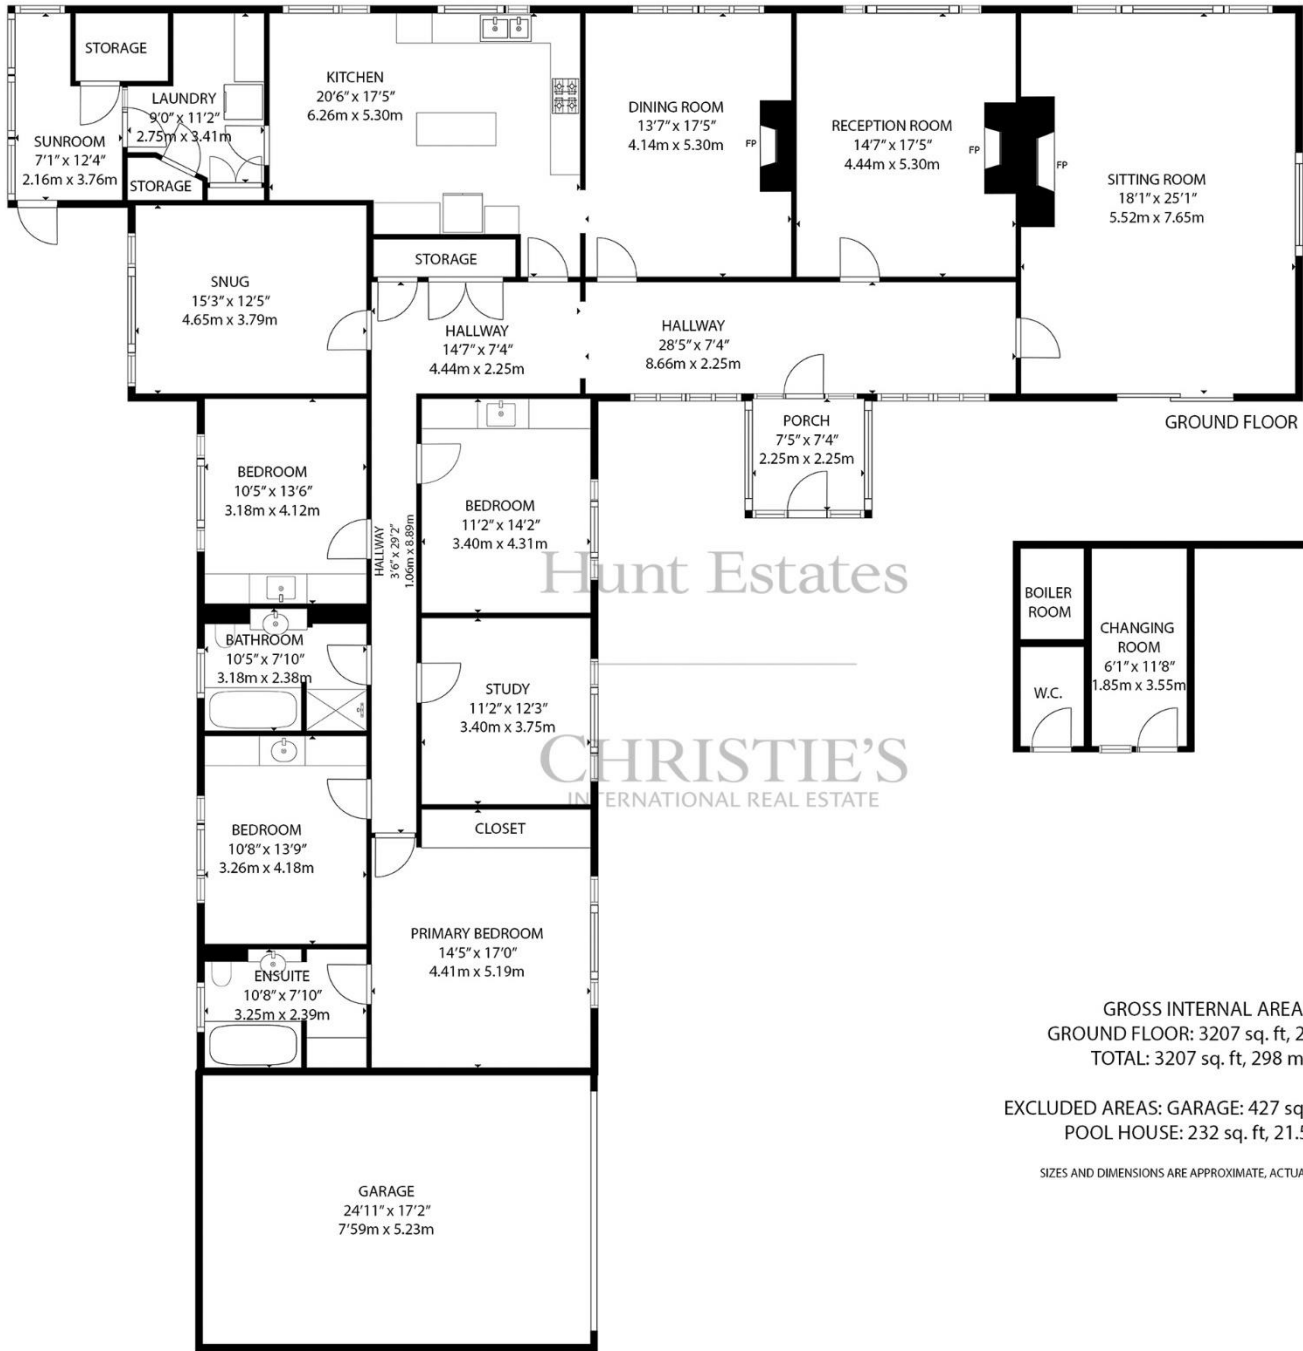 STORAGE
LAUNDRY
9'0" x 11'2"
2.75m x 3.41m
SUNROOM
7'1" x 12'4"
2.16m x 3.76m
STORAGE
KITCHEN
20'6" x 17'5"
6.26m x 5.30m
DINING ROOM
13'7" x 17'5"
4.14m x 5.30m
FP
RECEPTION ROOM
14'7" x 17'5"
4.44m x 5.30m
FP
FP
SITTING ROOM
18'1" x 25'1"
5.52m x 7.65m
STORAGE
SNUG
15'3" x 12'5"
4.65m x 3.79m
HALLWAY
14'7" x 7'4"
4.44m x 2.25m
HALLWAY
28'5" x 7'4"
8.66m x 2.25m
PORCH
7'5" x 7'4"
2.25m x 2.25m
GROUND FLOOR
BEDROOM
10'5" x 13'6"
3.18m x 4.12m
HALLWAY
3'6" x 29'2"
1.06m x 8.89m
BEDROOM
11'2" x 14'2"
3.40m x 4.31m
Hunt Estates
BOILER
ROOM
CHANGING
ROOM
6'1" x 11'8"
1.85m x 3.55m
W.C.
BATHROOM
10'5" x 7'10"
3.18m x 2.38m
STUDY
11'2" x 12'3"
3.40m x 3.75m
CHRISTIE'S
INTERNATIONAL REAL ESTATE
CLOSET
BEDROOM
10'8" x 13'9"
3.26m x 4.18m
PRIMARY BEDROOM
14'5" x 17'0"
4.41m x 5.19m
ENSUITE
10'8" x 7'10"
3.25m x 2.39m
GROSS INTERNAL AREA
GROUND FLOOR: 3207 sq. ft, 2
TOTAL: 3207 sq. ft, 298 m
EXCLUDED AREAS: GARAGE: 427 sq
POOL HOUSE: 232 sq. ft, 21.5
SIZES AND DIMENSIONS ARE APPROXIMATE, ACTUA
GARAGE
24'11" x 17'2"
7'59m x 5.23m